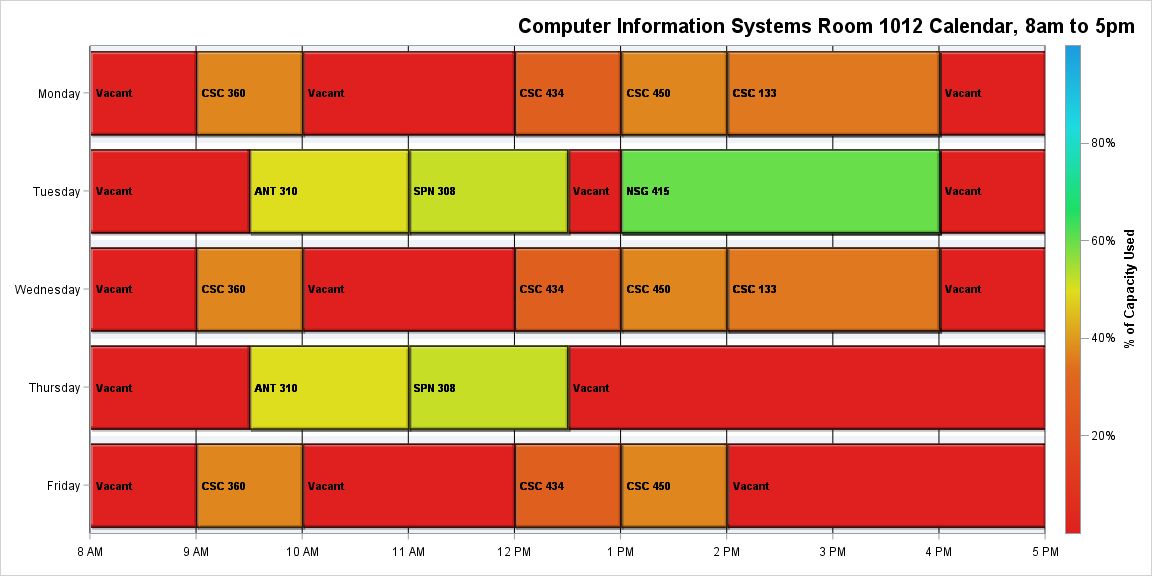 Computer Information Systems Room 1012 Calendar, 8am to 5pm
Monday Vacant CSC 360 Vacant CSC 434 CSC 450 CSC 133 Vacant
Tuesday Vacant ANT 310 SPN 308 Vacant NSG 415 Vacant
Wednesday Vacant CSC 360 Vacant CSC 434 CSC 450 CSC 133 Vacant
Thursday Vacant ANT 310 SPN 308 Vacant
Friday Vacant CSC 360 Vacant CSC 434 CSC 450 Vacant
8 AM 9 AM 10 AM 11 AM 12 PM 1 PM 2 PM 3 PM 4 PM 5 PM
80%
60%
40%
20%
% of Capacity Used